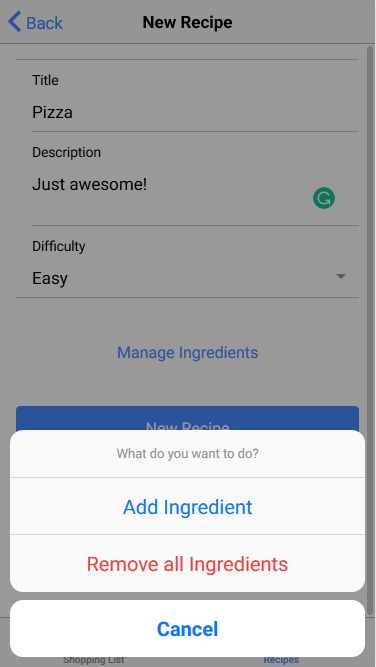 Back
New Recipe
Title
Pizza
Description
Just awesome!
Difficulty
Easy
Manage Ingredients
New Recipe
What do you want to do?
Add Ingredient
Remove all Ingredients
Cancel
Shopping List
Recipes